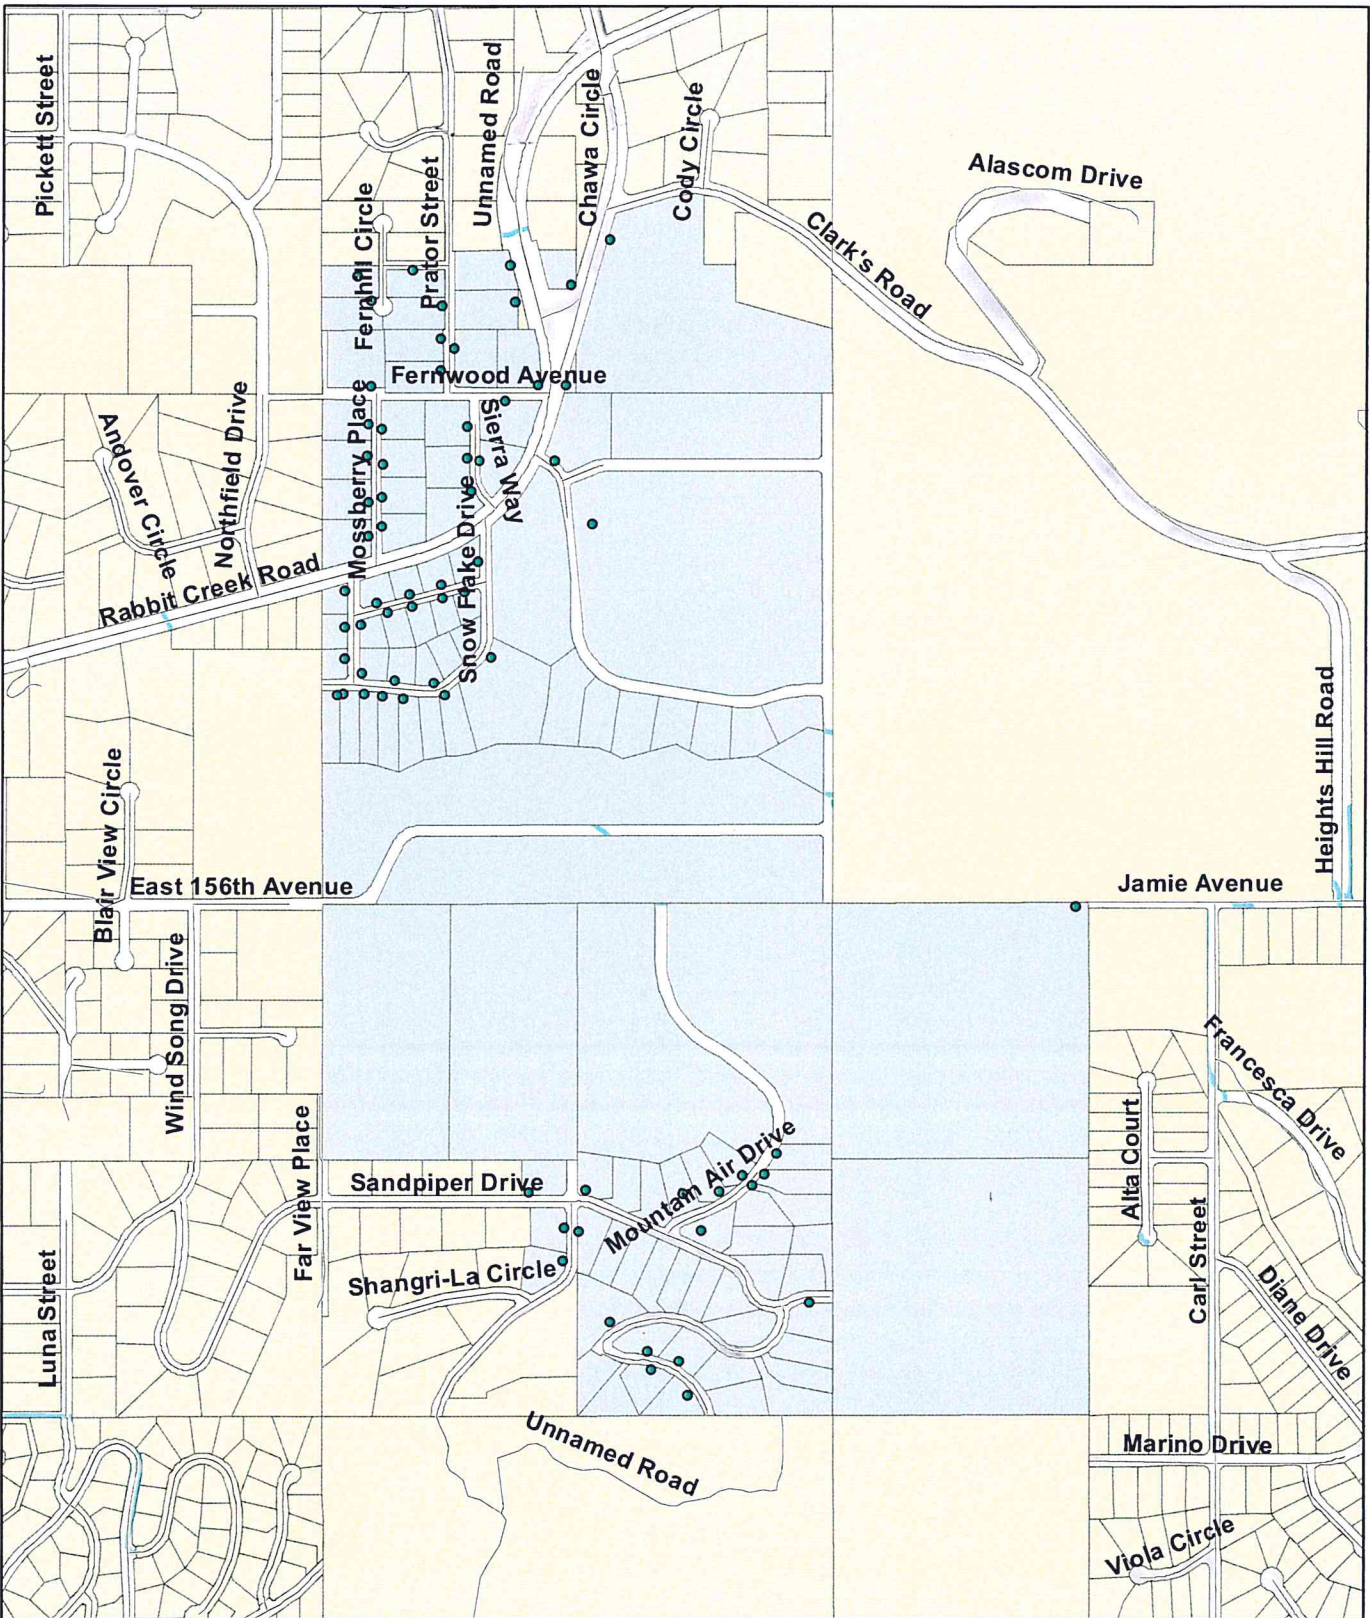 Pickett Street
Unnamed Road
Chawa Circle
Cody Circle
Alascom Drive
Fernhill Circle
Prator Street
Clark's Road
Fernwood Avenue
Andover Circle
Northfield Drive
Mossberry Place
Sierra Way
Snow Flake Drive
Rabbit Creek Road
Heights Hill Road
Blair View Circle
East 156th Avenue
Jamie Avenue
Wind Song Drive
Francesca Drive
Far View Place
Sandpiper Drive
Mountain Air Drive
Alta Court
Carl Street
Luna Street
Shangri-La Circle
Diane Drive
Unnamed Road
Marino Drive
Viola Circle